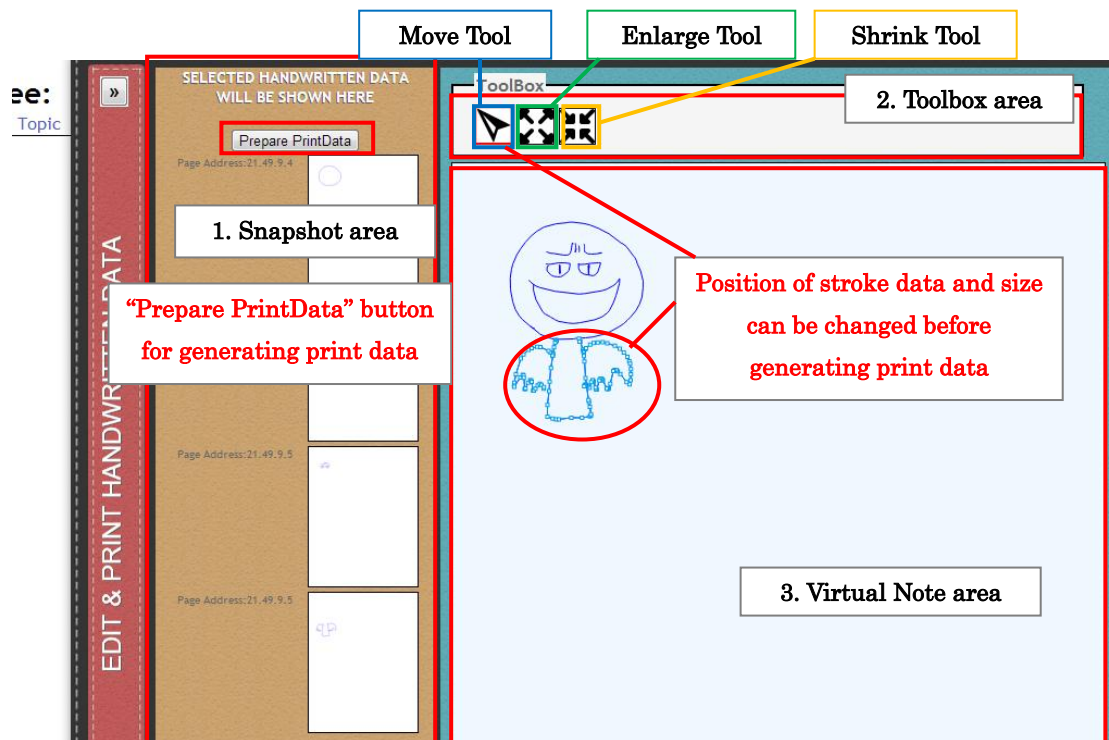 Move Tool
Enlarge Tool
Shrink Tool
ee:
Topic
»
SELECTED HANDWRITTEN DATA
WILL BE SHOWN HERE
Prepare PrintData
ToolBox
2. Toolbox area
Page Address:21.49.9.4
1. Snapshot area
“Prepare PrintData” button
for generating print data
Position of stroke data and size
can be changed before
generating print data
EDIT & PRINT HANDWRITTEN DATA
Page Address:21.49.9.5
Page Address:21.49.9.5
3. Virtual Note area